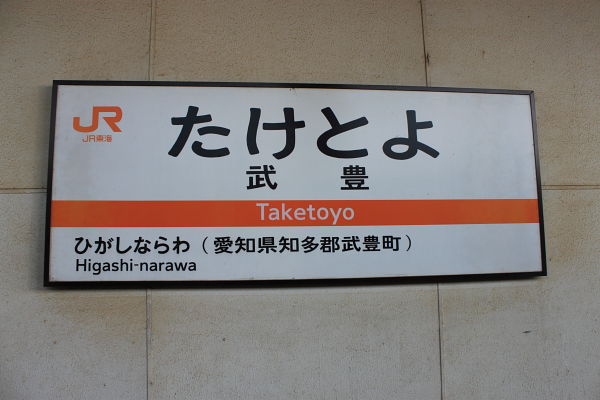 JR
JR東海
たけとよ
武豊
Taketoyo
ひがしならわ（愛知県知多郡武豊町）
Higashi-narawa